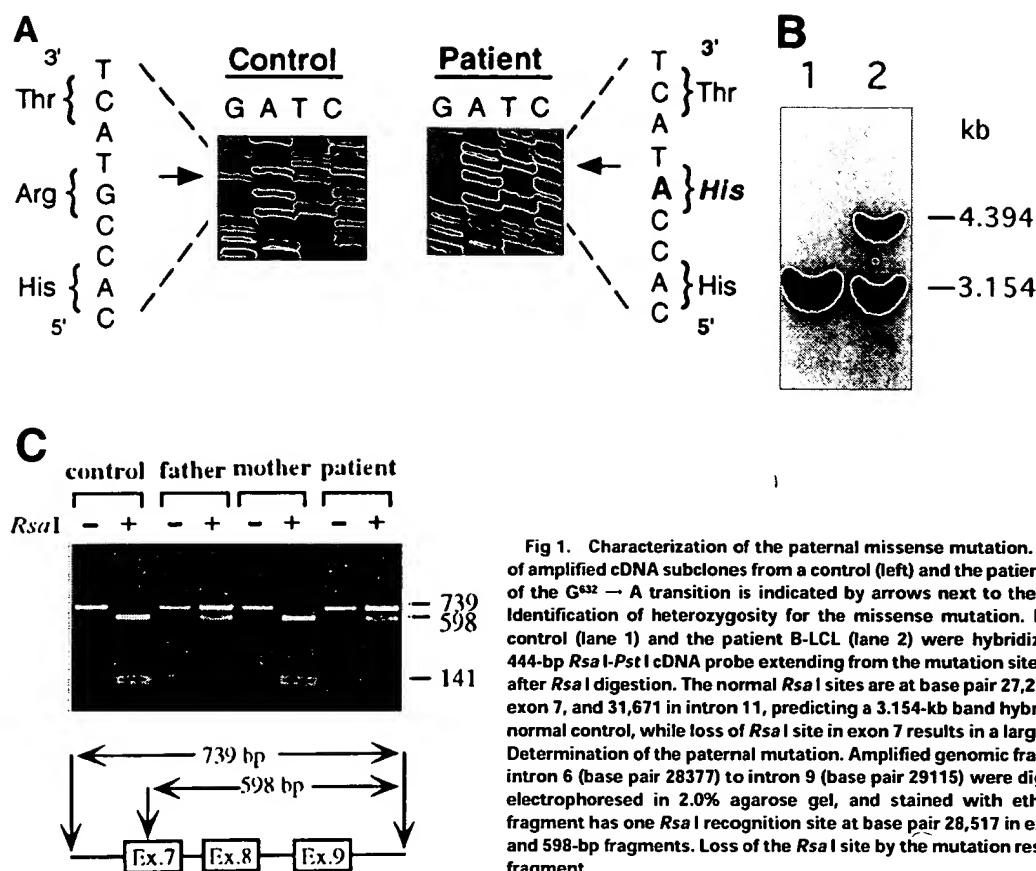 A
3'
T
C
A
T
G
C
C
A
C
5'
Thr {
Arg {
His {
Control
G A T C
Patient
G A T C
3'
T
C
A
T
A
C
C
A
C
5'
} Thr
} His
} His
B
1 2
kb
4.394
3.154
C
control father mother patient
RsaI − + − + − + − +
739
598
141
739 bp
598 bp
Ex.7 Ex.8 Ex.9
Fig 1. Characterization of the paternal missense mutation.
of amplified cDNA subclones from a control (left) and the patien
of the G⁶³² → A transition is indicated by arrows next to the
Identification of heterozygosity for the missense mutation.
control (lane 1) and the patient B-LCL (lane 2) were hybridiz
444-bp Rsa I-Pst I cDNA probe extending from the mutation site
after Rsa I digestion. The normal Rsa I sites are at base pair 27,2
exon 7, and 31,671 in intron 11, predicting a 3.154-kb band hybr
normal control, while loss of Rsa I site in exon 7 results in a larg
Determination of the paternal mutation. Amplified genomic fra
intron 6 (base pair 28377) to intron 9 (base pair 29115) were dig
electrophoresed in 2.0% agarose gel, and stained with eth
fragment has one Rsa I recognition site at base pair 28,517 in e
and 598-bp fragments. Loss of the Rsa I site by the mutation res
fragment.